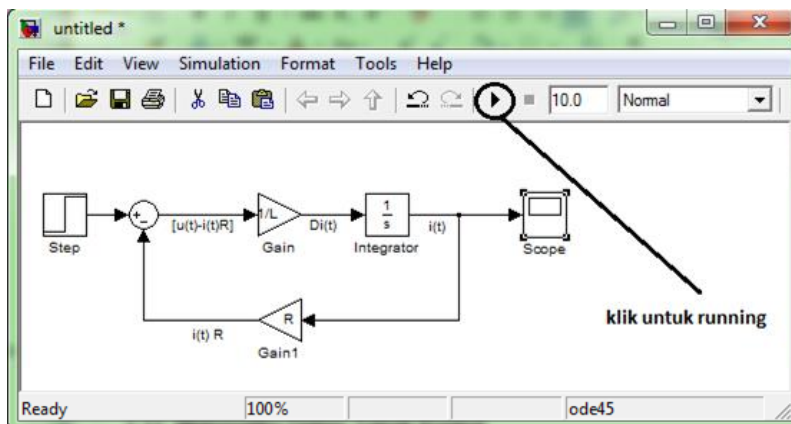 untitled *
File Edit View Simulation Format Tools Help
10.0 Normal
1/L
1
s
R
[u(t)-i(t)R]
Di(t)
i(t)
Step
Gain
Integrator
Scope
klik untuk running
i(t) R
Gain1
Ready 100% ode45